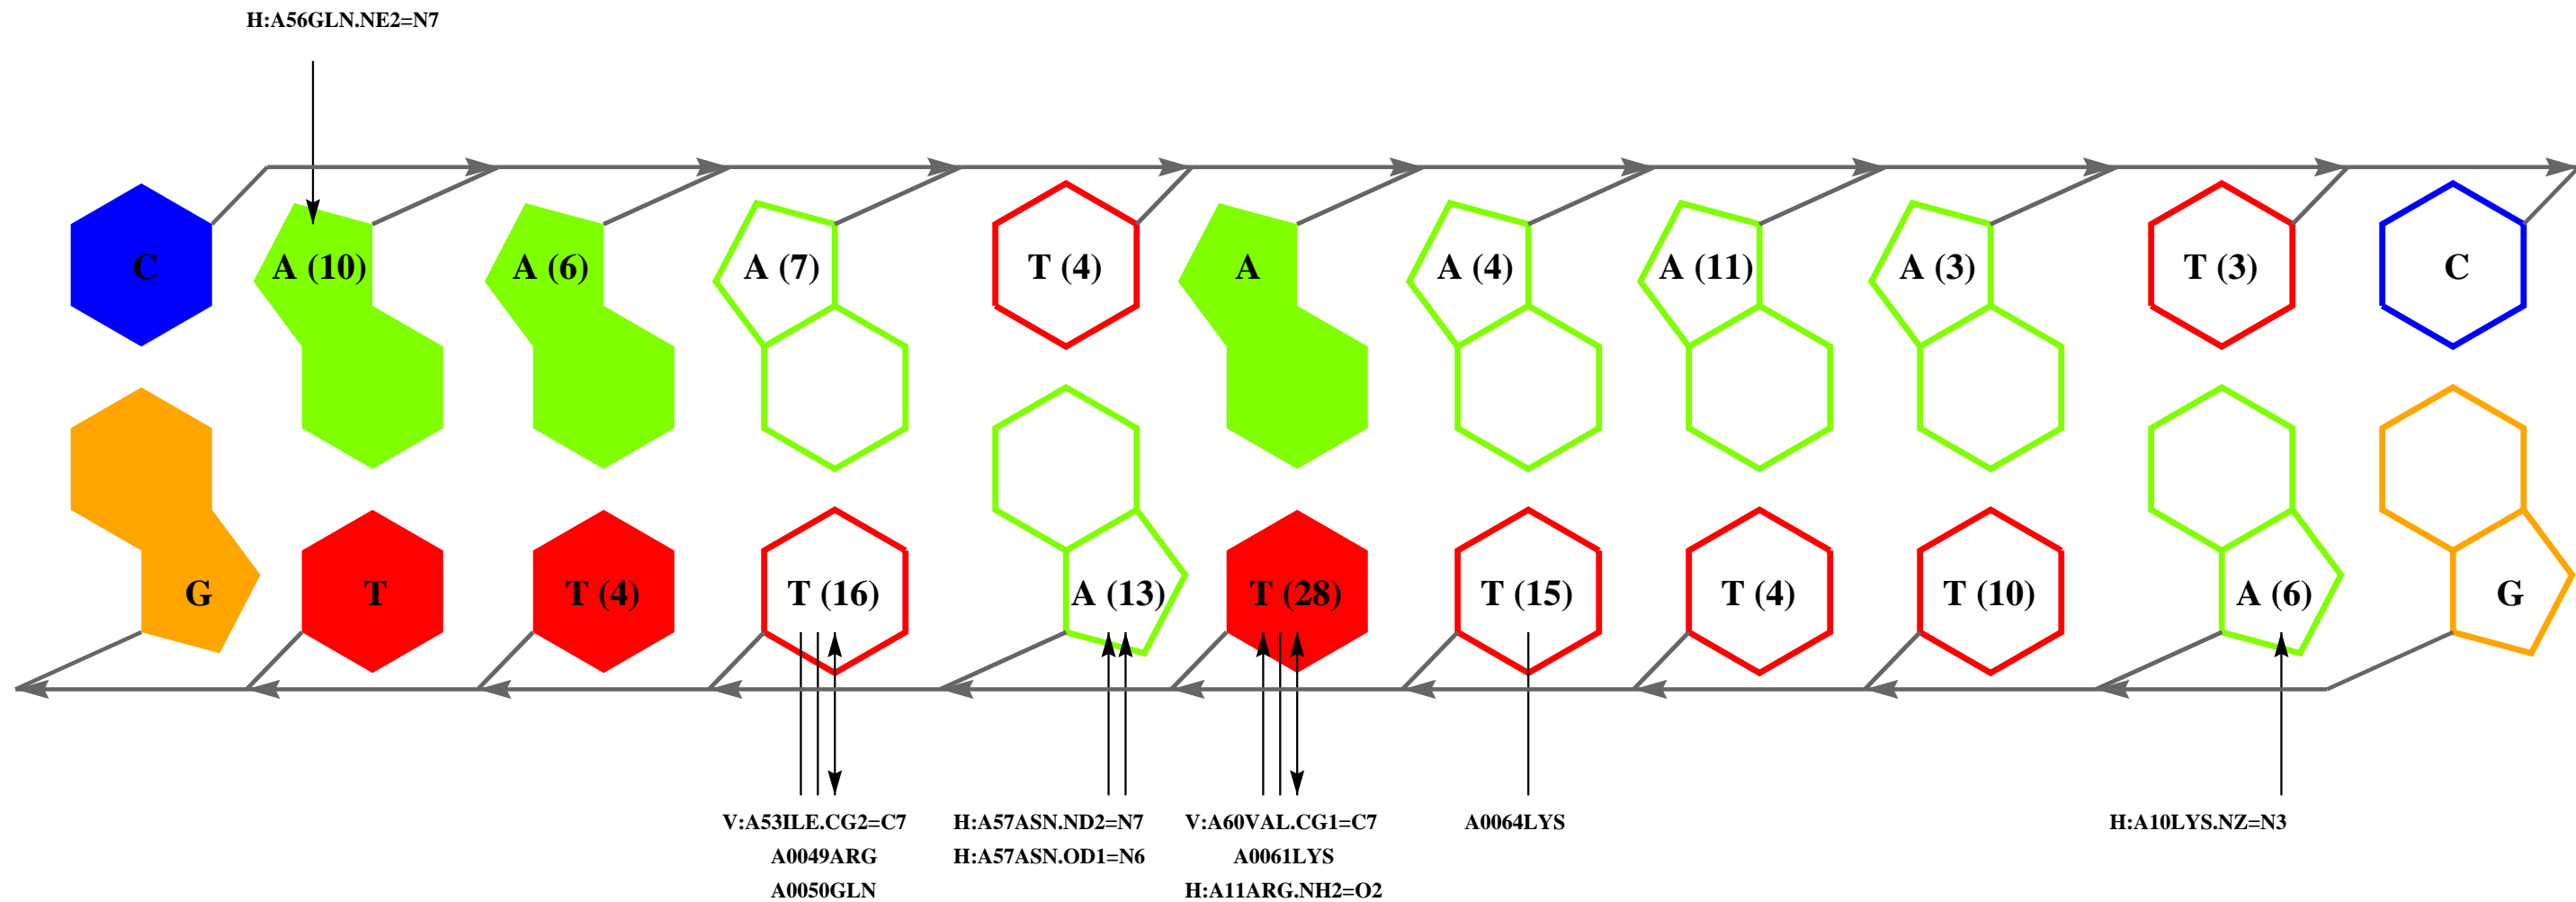 H:A56GLN.NE2=N7
C A (10) A (6) A (7) T (4) A A (4) A (11) A (3) T (3) C
G T T (4) T (16) A (13) T (28) T (15) T (4) T (10) A (6) G
V:A53ILE.CG2=C7 H:A57ASN.ND2=N7 V:A60VAL.CG1=C7 A0064LYS H:A10LYS.NZ=N3
A0049ARG H:A57ASN.OD1=N6 A0061LYS
A0050GLN H:A11ARG.NH2=O2